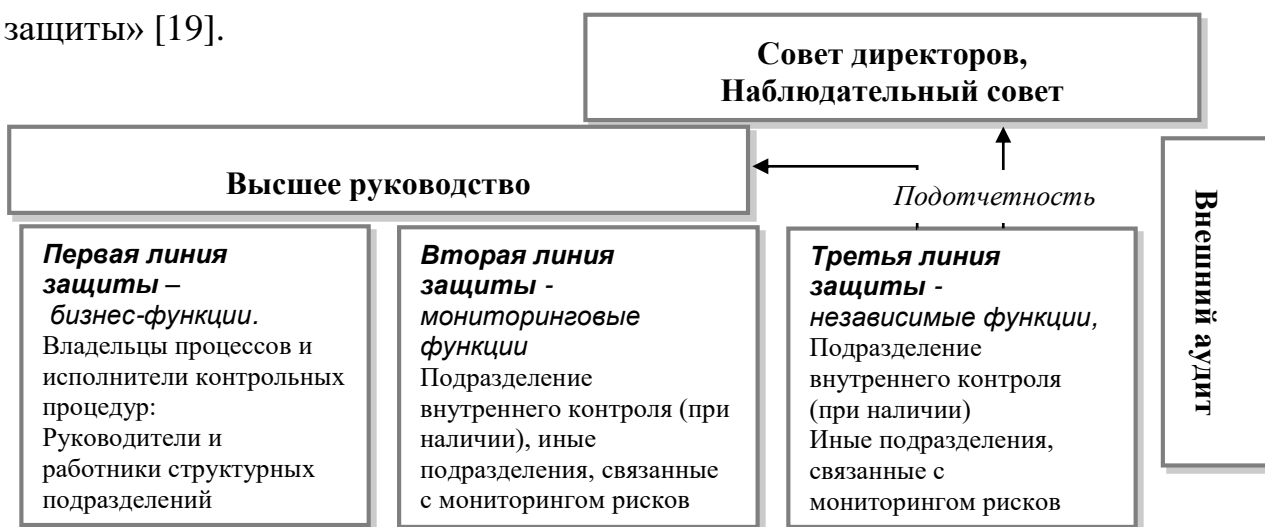 защиты» [19].
Совет директоров,
Наблюдательный совет
Высшее руководство
Подотчетность
Внешний аудит
Первая линия
защиты –
бизнес-функции.
Владельцы процессов и
исполнители контрольных
процедур:
Руководители и
работники структурных
подразделений
Вторая линия
защиты -
мониторинговые
функции
Подразделение
внутреннего контроля (при
наличии), иные
подразделения, связанные
с мониторингом рисков
Третья линия
защиты -
независимые функции,
Подразделение
внутреннего контроля
(при наличии)
Иные подразделения,
связанные с
мониторингом рисков